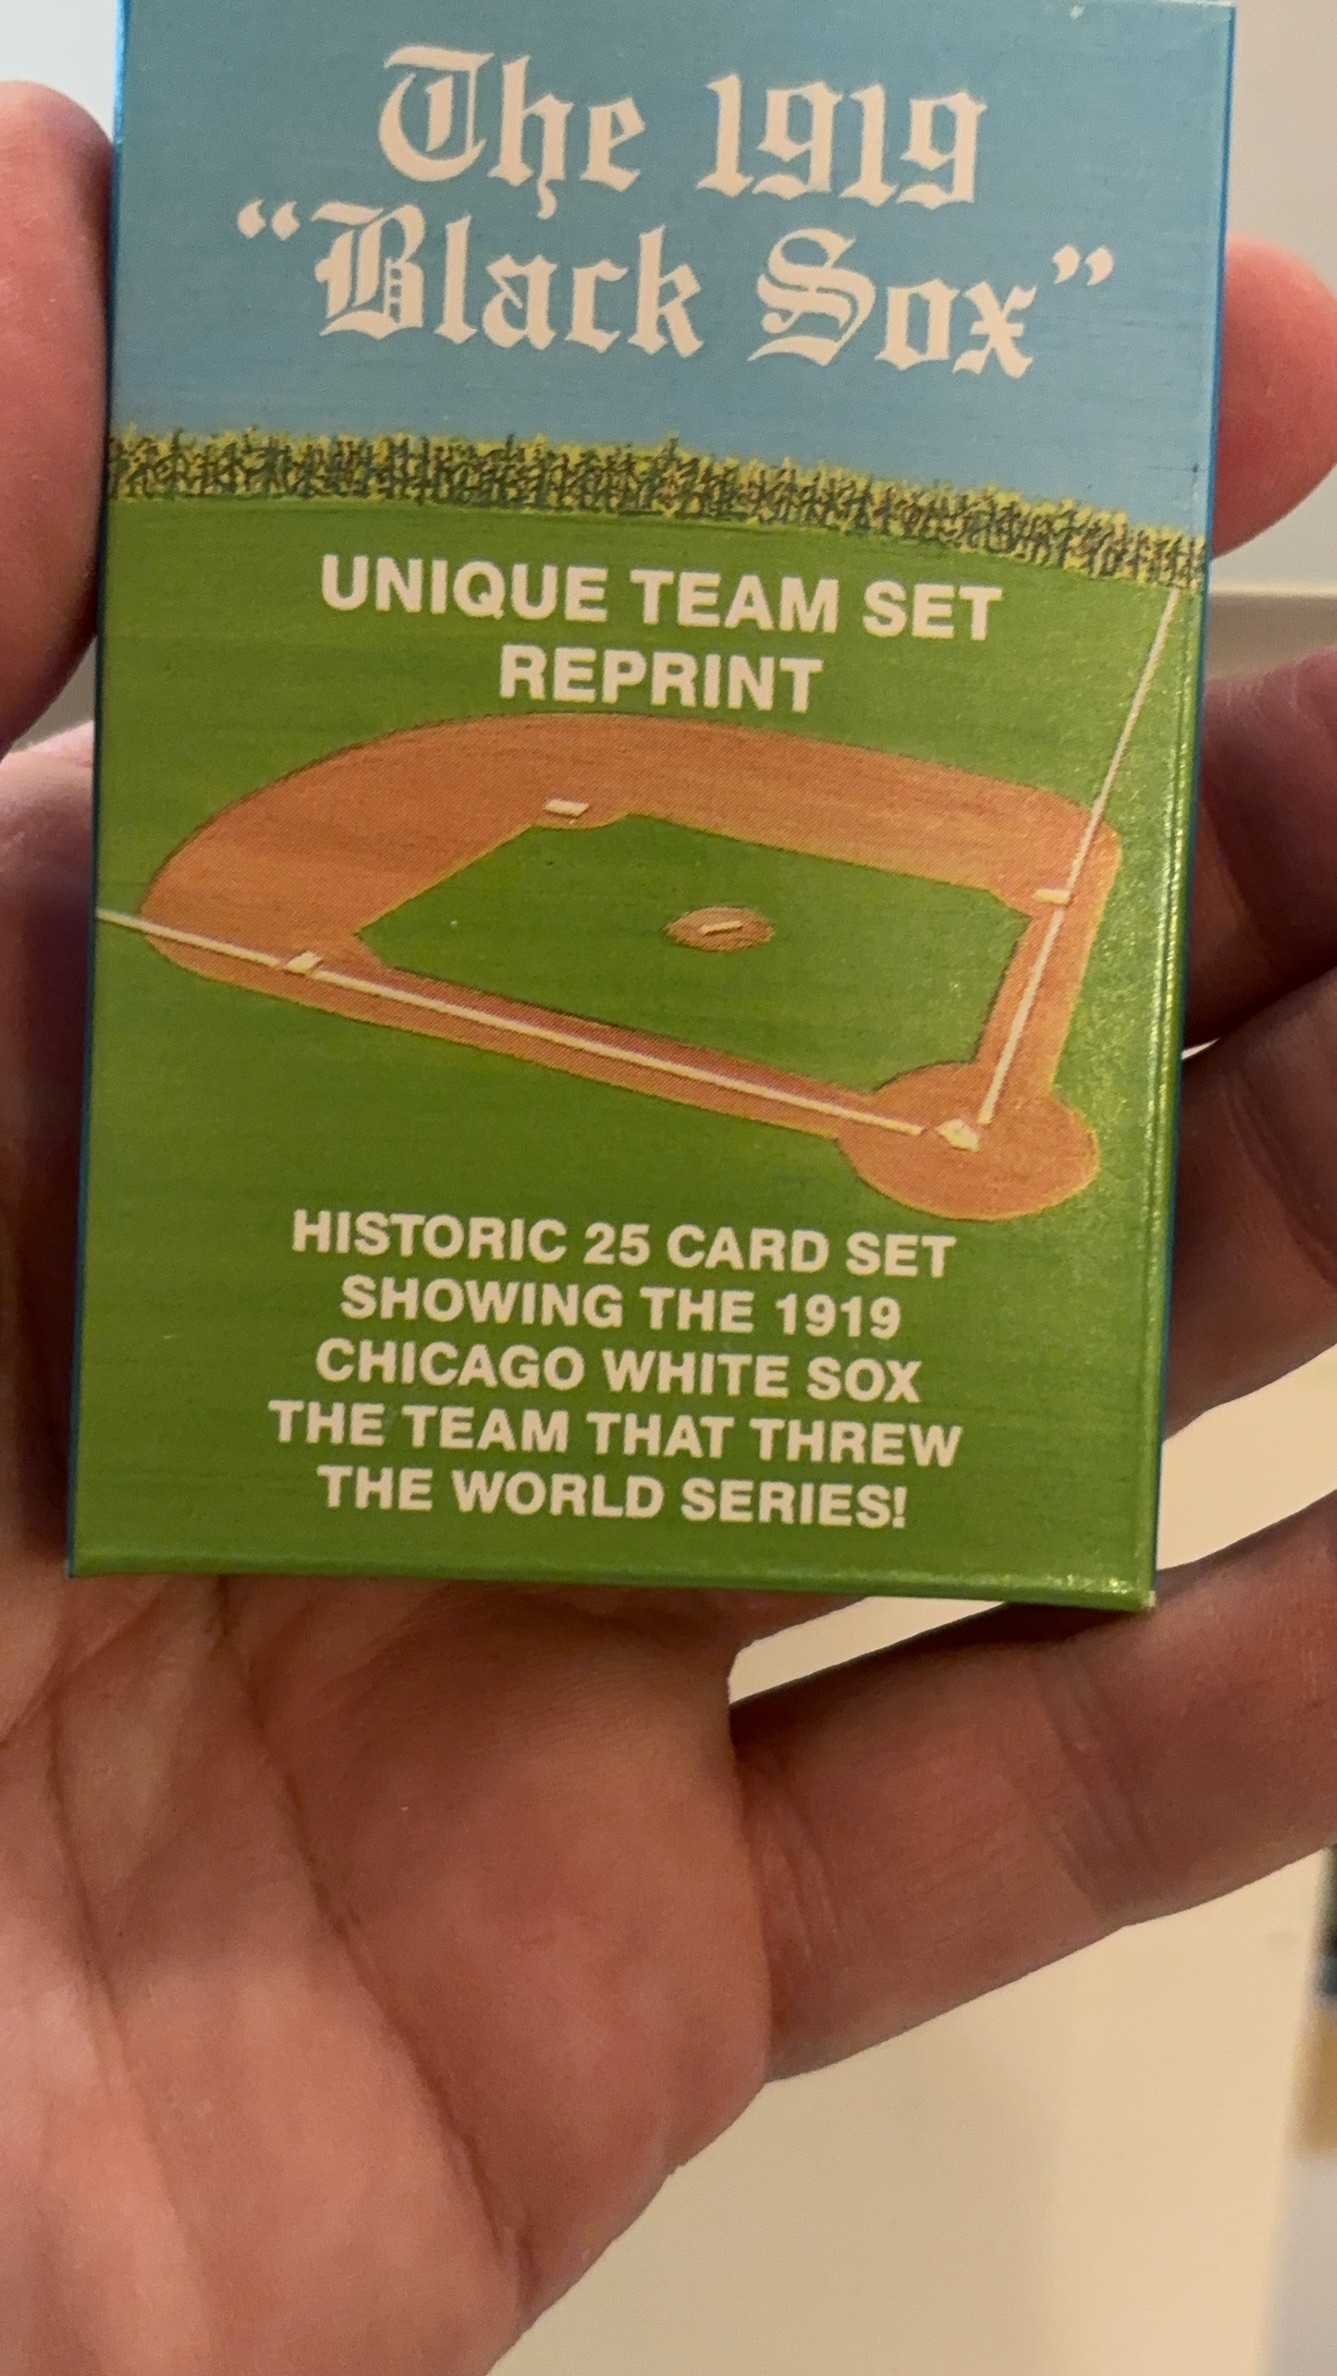 The 1919
“Black Sox”
UNIQUE TEAM SET
REPRINT
HISTORIC 25 CARD SET
SHOWING THE 1919
CHICAGO WHITE SOX
THE TEAM THAT THREW
THE WORLD SERIES!